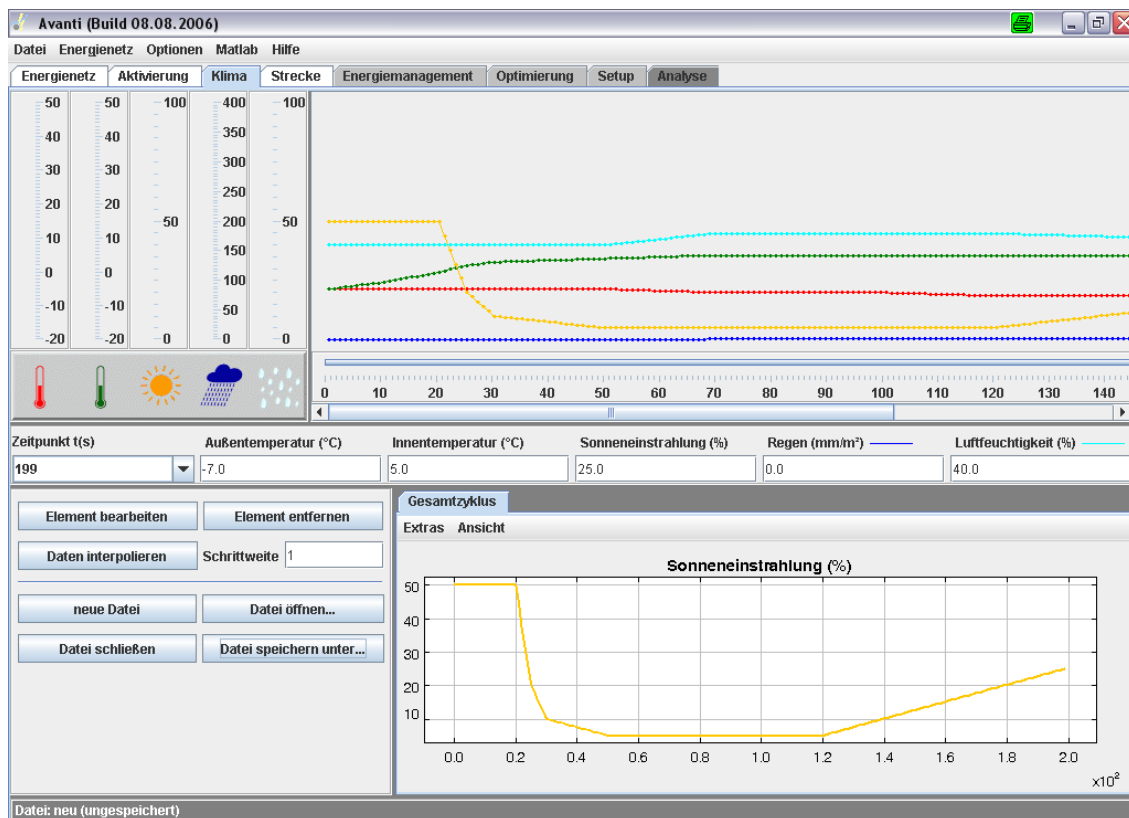 Avanti (Build 08.08.2006)
Datei Energienetz Optionen Matlab Hilfe
Energienetz Aktivierung Klima Strecke Energiemanagement Optimierung Setup Analyse
50 50 100 400 100
40 40 350
30 30 300
20 20 250
50 200 50
10 10 150
0 0 100
-10 -10 50
-20 -20 0 0 0
0 10 20 30 40 50 60 70 80 90 100 110 120 130 140
Zeitpunkt t(s) Außentemperatur (°C) Innentemperatur (°C) Sonneneinstrahlung (%) Regen (mm/m²) Luftfeuchtigkeit (%)
199 -7.0 5.0 25.0 0.0 40.0
Element bearbeiten Element entfernen
Daten interpolieren Schrittweite 1
neue Datei Datei öffnen...
Datei schließen Datei speichern unter...
Gesamtzyklus
Extras Ansicht
Sonneneinstrahlung (%)
50
40
30
20
10
0.0 0.2 0.4 0.6 0.8 1.0 1.2 1.4 1.6 1.8 2.0
x10²
Datei: neu (ungespeichert)